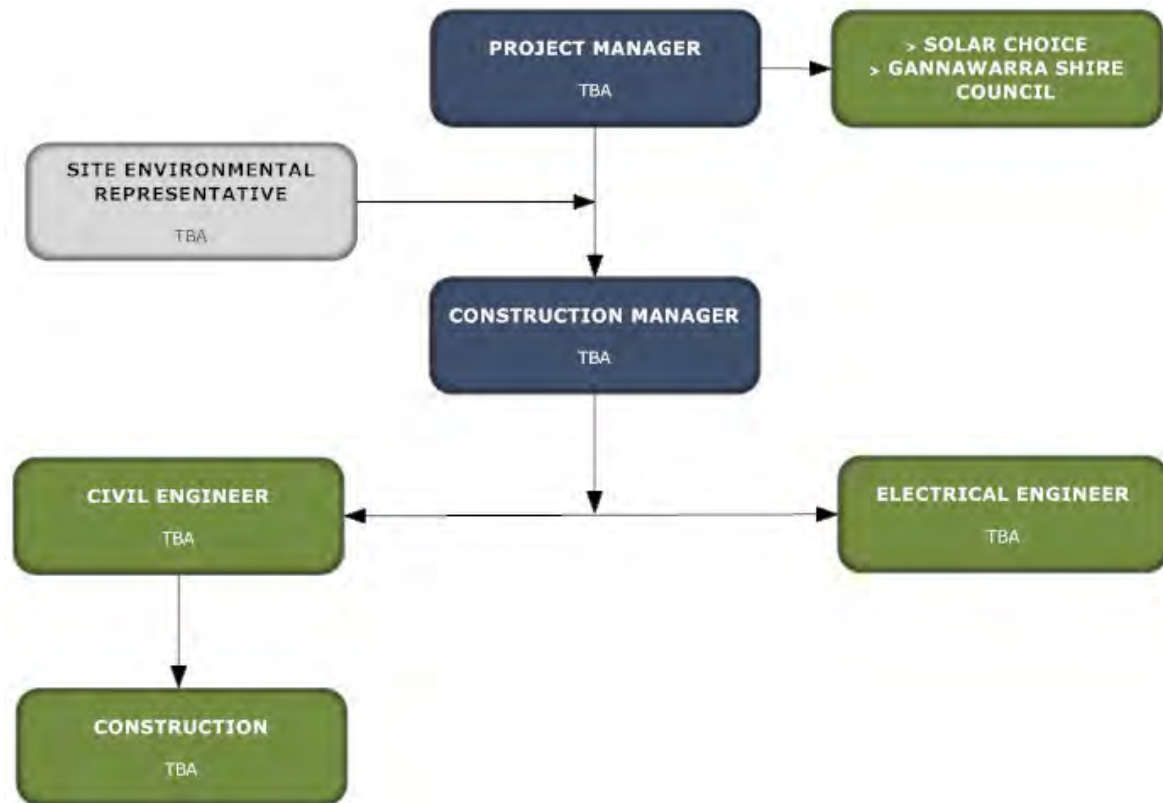 PROJECT MANAGER
TBA
> SOLAR CHOICE
> GANNAWARRA SHIRE
COUNCIL
SITE ENVIRONMENTAL
REPRESENTATIVE
TBA
CONSTRUCTION MANAGER
TBA
CIVIL ENGINEER
TBA
ELECTRICAL ENGINEER
TBA
CONSTRUCTION
TBA